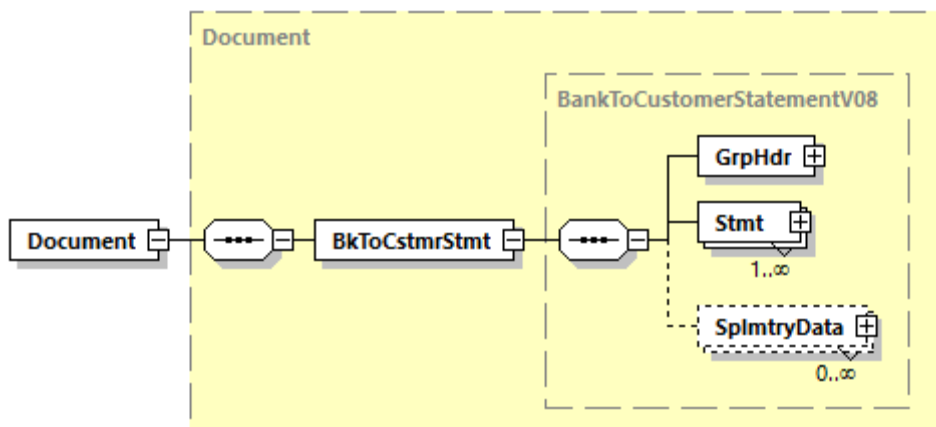 Document
BankToCustomerStatementV08
GrpHdr
Document
BkToCstmrStmt
Stmt
1..∞
SplmtryData
0..∞